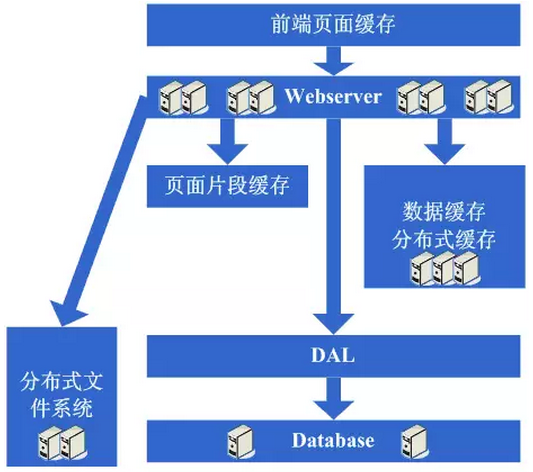 前端页面缓存
Webserver
页面片段缓存
数据缓存
分布式缓存
DAL
分布式文
件系统
Database